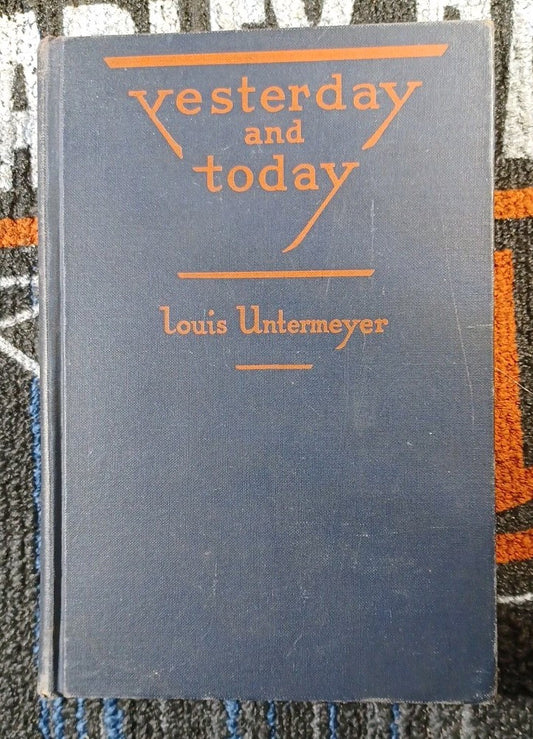 yesterday
and
today
Louis Untermeyer